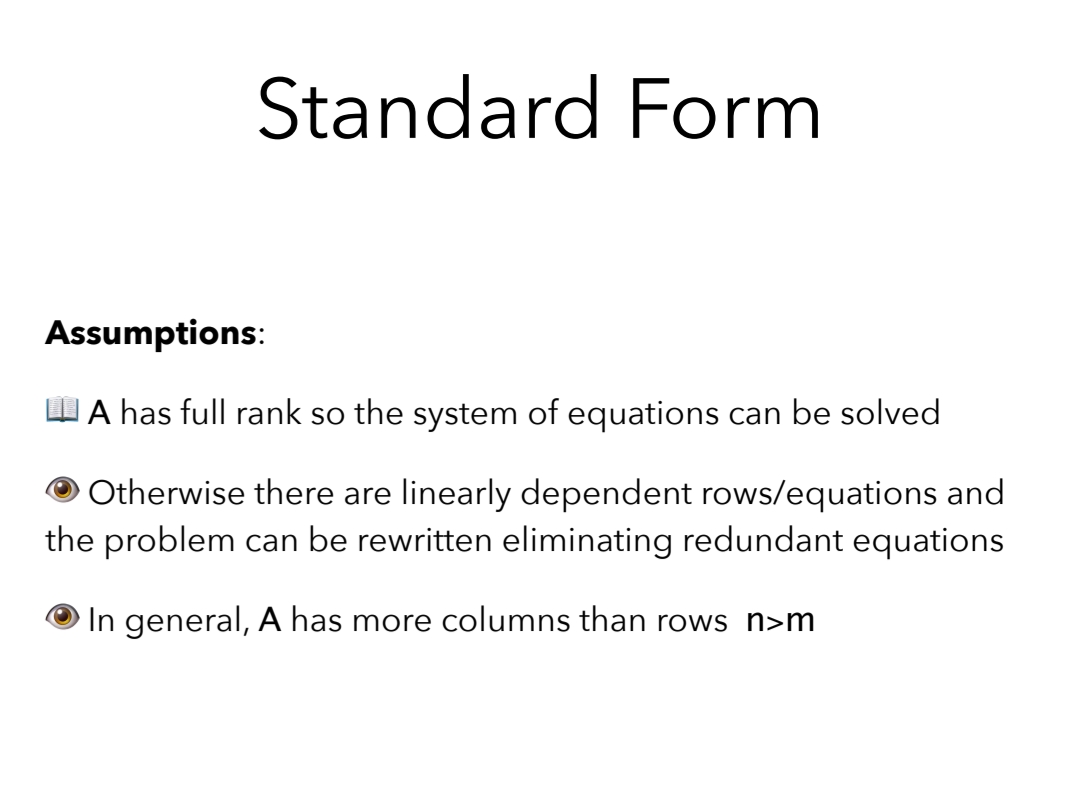 Standard Form
Assumptions:
📖 A has full rank so the system of equations can be solved
👁 Otherwise there are linearly dependent rows/equations and
the problem can be rewritten eliminating redundant equations
👁 In general, A has more columns than rows n>m